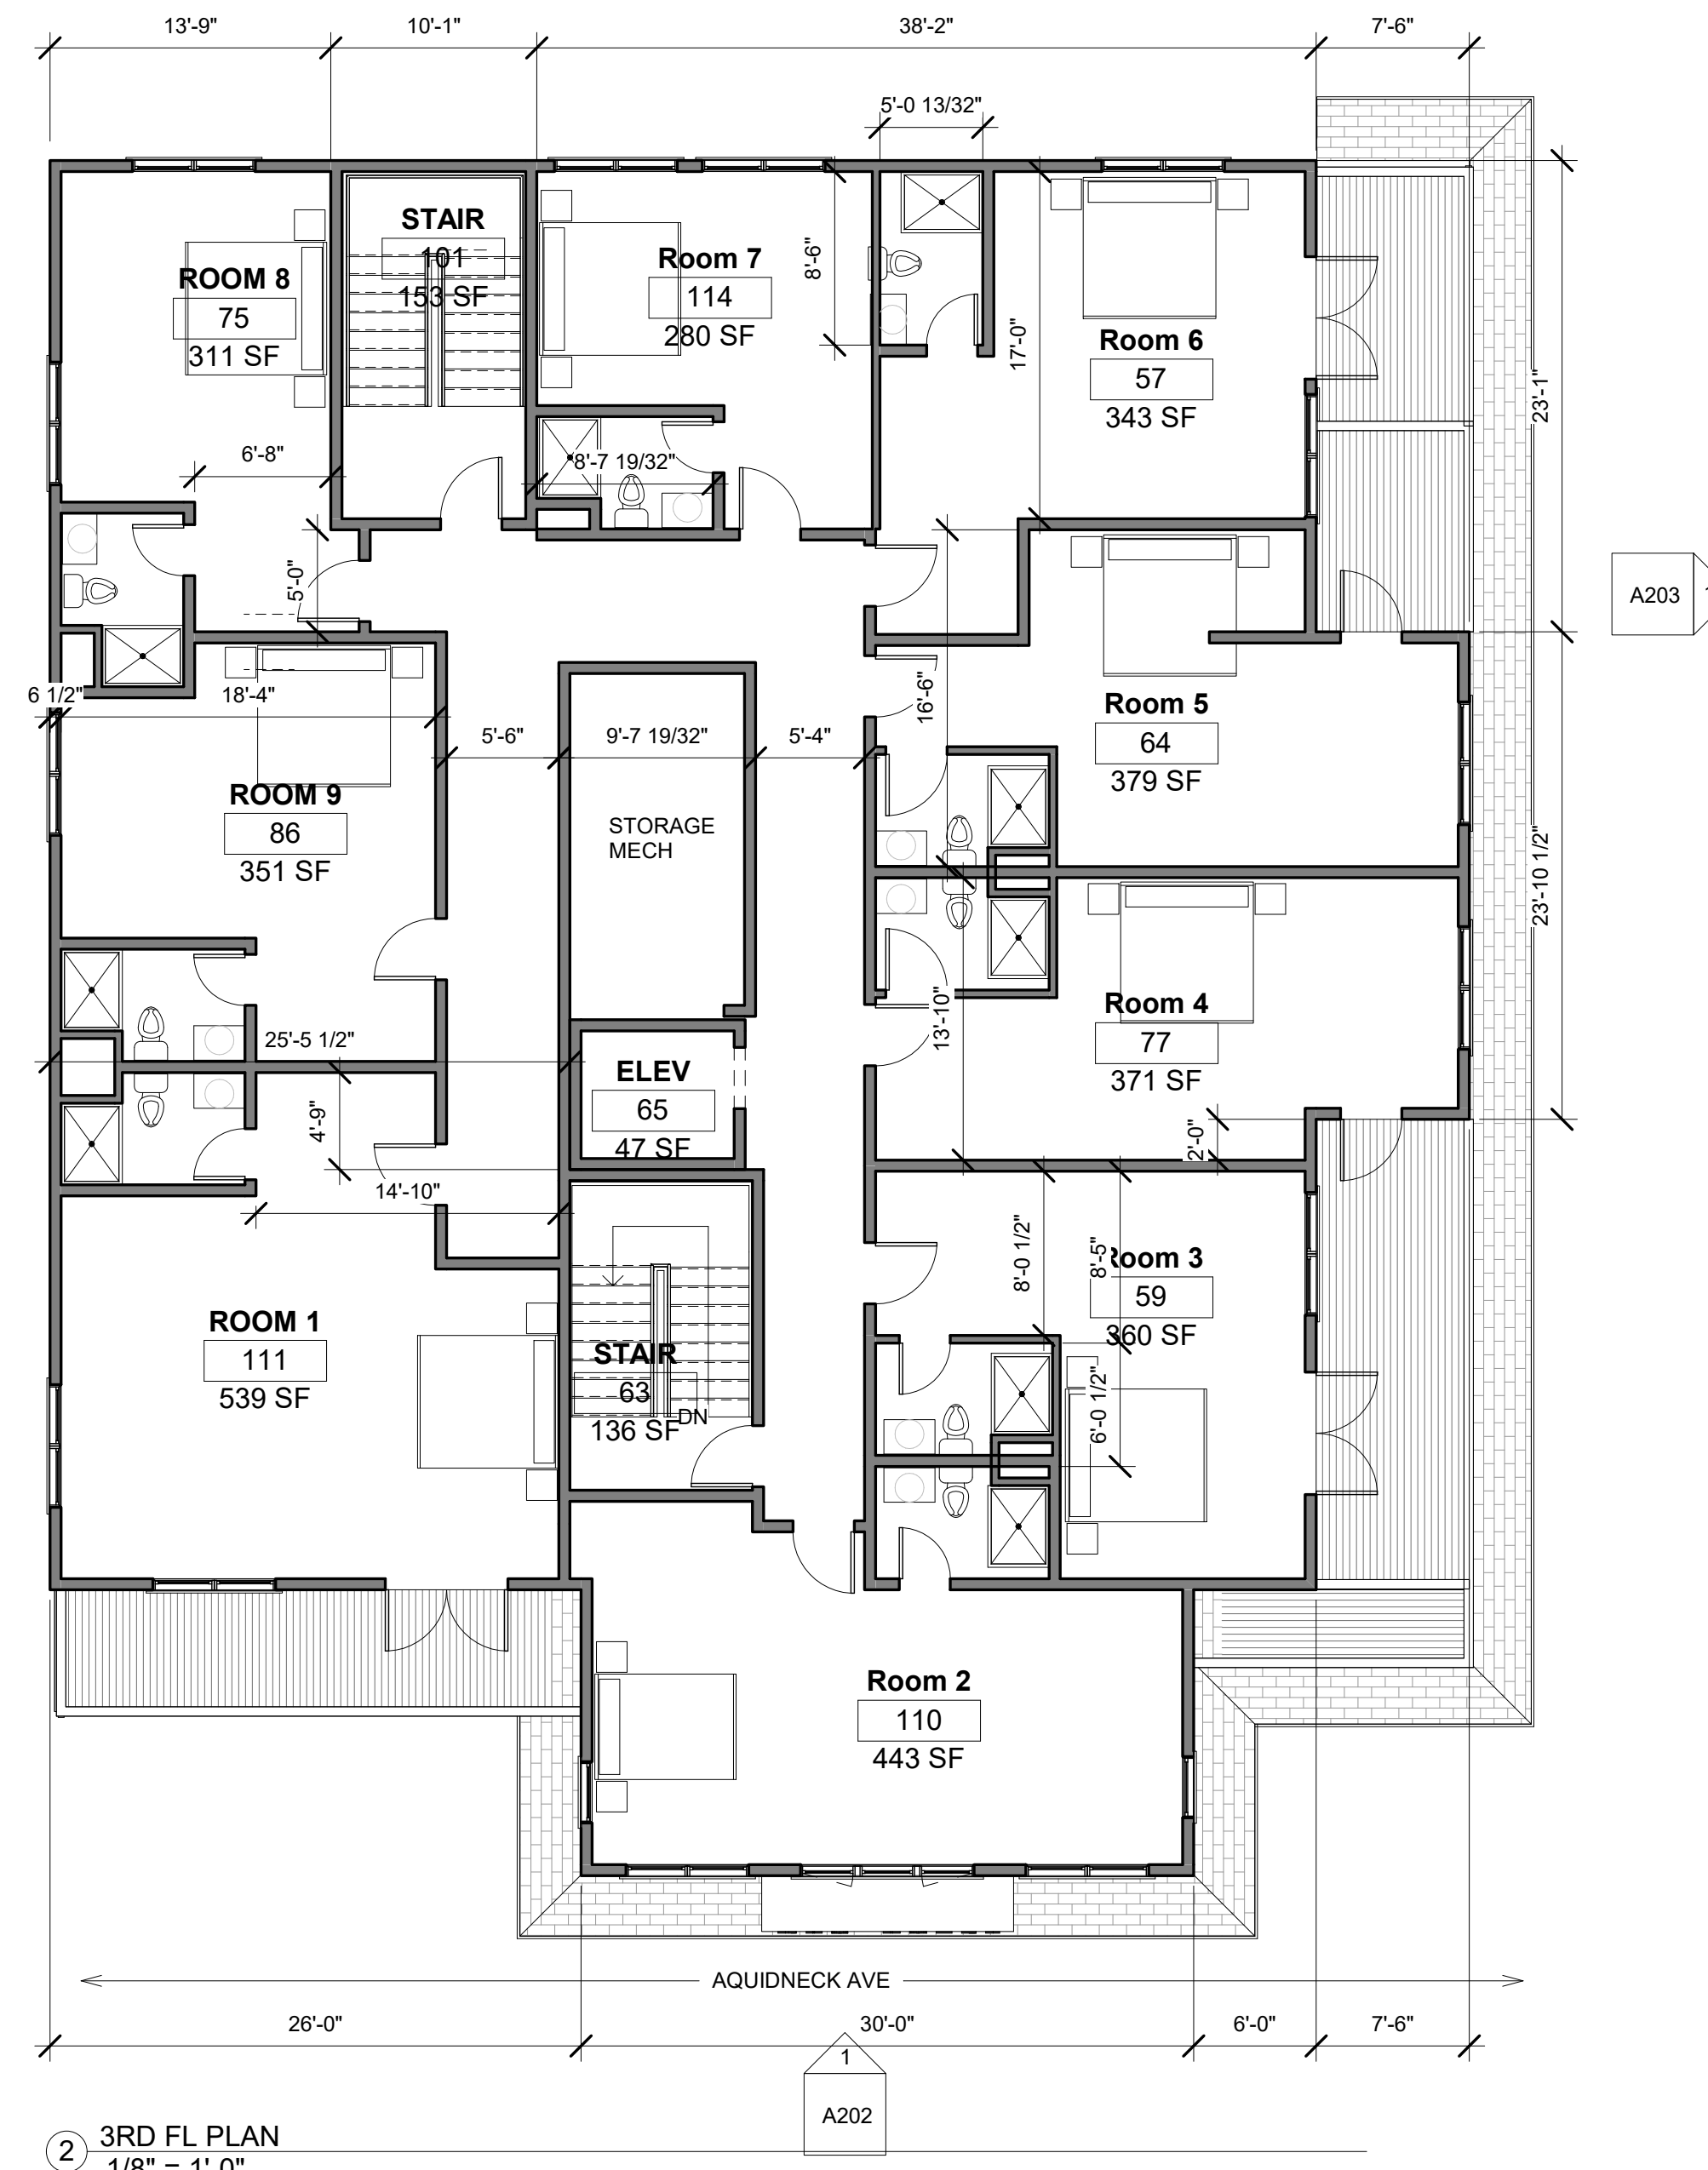 13'-9"
10'-1"
38'-2"
7'-6"
5'-0 13/32"
STAIR
101
153 SF
ROOM 8
75
311 SF
Room 7
114
280 SF
8'-6"
17'-0"
Room 6
57
343 SF
23'-1"
6'-8"
8'-7 19/32"
5'-0"
A203
6 1/2"
18'-4"
16'-6"
Room 5
64
379 SF
5'-6"
9'-7 19/32"
5'-4"
ROOM 9
86
351 SF
STORAGE
MECH
23'-10 1/2"
Room 4
77
371 SF
13'-10"
25'-5 1/2"
ELEV
65
47 SF
4'-9"
2'-0"
14'-10"
8'-0 1/2"
8'-5"
Room 3
59
360 SF
ROOM 1
111
539 SF
STAIR
63
136 SF
DN
6'-0 1/2"
Room 2
110
443 SF
AQUIDNECK AVE
26'-0"
30'-0"
6'-0"
7'-6"
1
A202
2
3RD FL PLAN
1/8" = 1'-0"